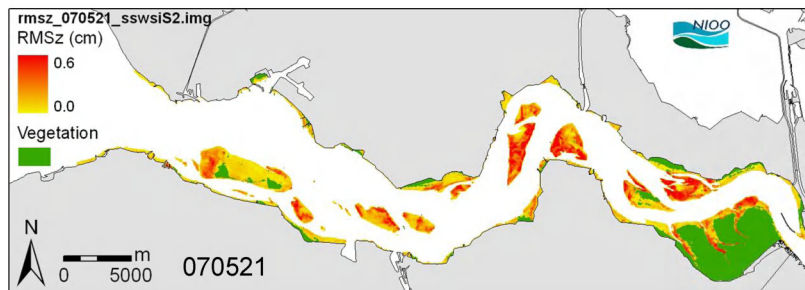 rmsz_070521_sswsiS2.img
RMSz (cm)
0.6
0.0
Vegetation
NIOO
N
m
0 5000
070521